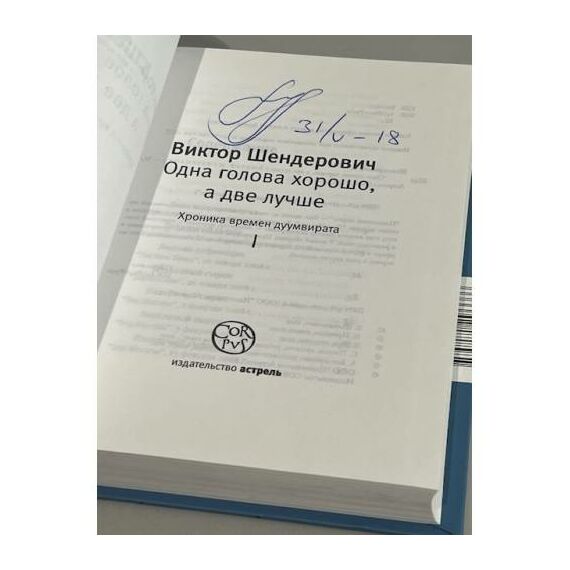 31/v-18
Виктор Шендерович
Одна голова хорошо,
а две лучше
Хроника времен дуумвирата
CORPVS
издательство астрель